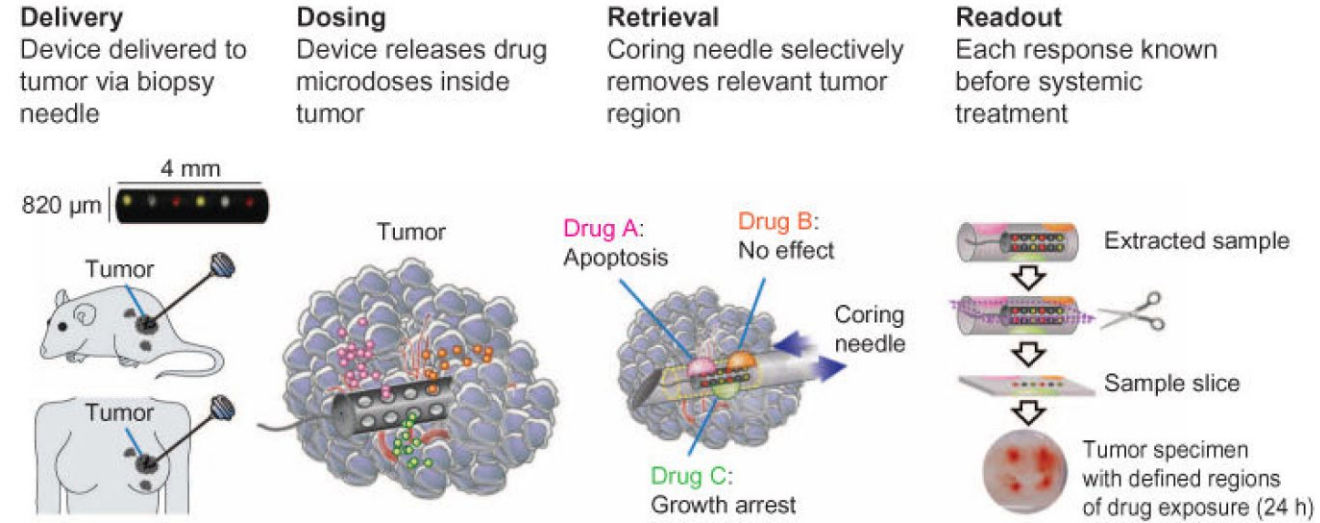 Delivery
Device delivered to
tumor via biopsy
needle
Dosing
Device releases drug
microdoses inside
tumor
Retrieval
Coring needle selectively
removes relevant tumor
region
Readout
Each response known
before systemic
treatment
4 mm
820 µm
Tumor
Tumor
Tumor
Drug A:
Apoptosis
Drug B:
No effect
Coring
needle
Drug C:
Growth arrest
Extracted sample
Sample slice
Tumor specimen
with defined regions
of drug exposure (24 h)